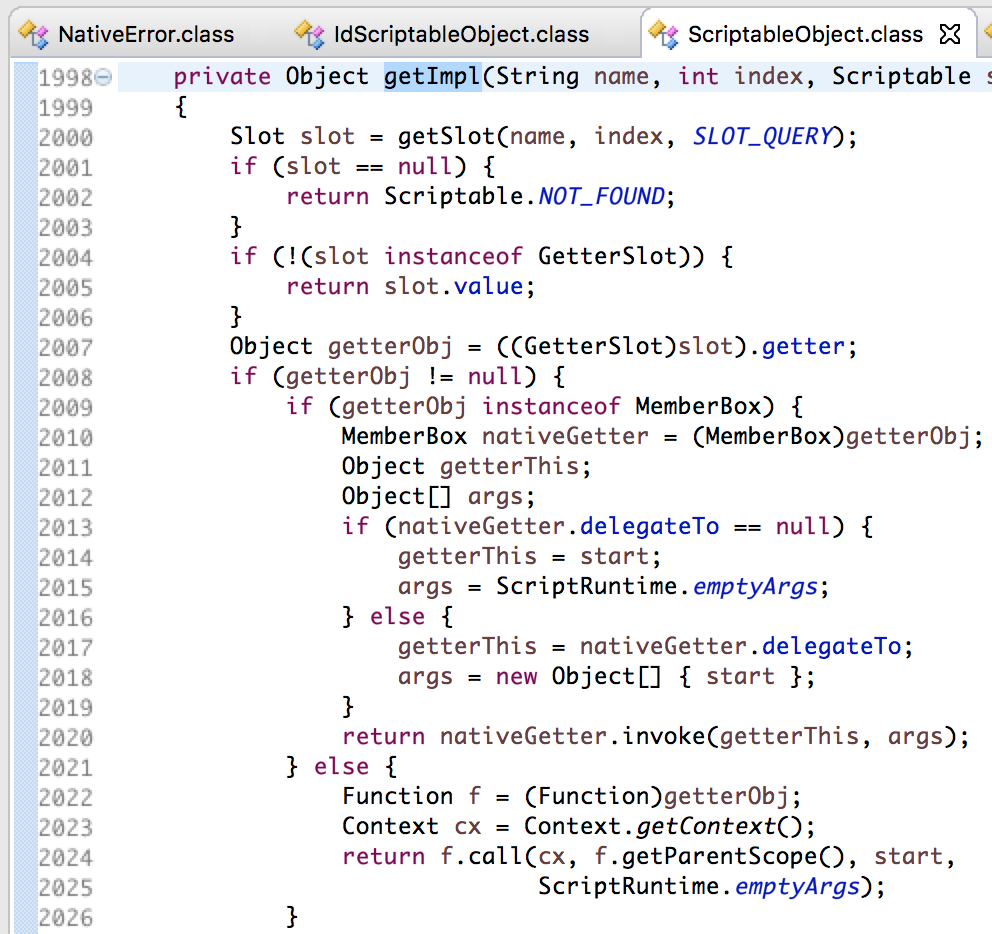 NativeError.class IdScriptableObject.class ScriptableObject.class
1998 private Object getImpl(String name, int index, Scriptable s
1999 {
2000 Slot slot = getSlot(name, index, SLOT_QUERY);
2001 if (slot == null) {
2002 return Scriptable.NOT_FOUND;
2003 }
2004 if (!(slot instanceof GetterSlot)) {
2005 return slot.value;
2006 }
2007 Object getterObj = ((GetterSlot)slot).getter;
2008 if (getterObj != null) {
2009 if (getterObj instanceof MemberBox) {
2010 MemberBox nativeGetter = (MemberBox)getterObj;
2011 Object getterThis;
2012 Object[] args;
2013 if (nativeGetter.delegateTo == null) {
2014 getterThis = start;
2015 args = ScriptRuntime.emptyArgs;
2016 } else {
2017 getterThis = nativeGetter.delegateTo;
2018 args = new Object[] { start };
2019 }
2020 return nativeGetter.invoke(getterThis, args);
2021 } else {
2022 Function f = (Function)getterObj;
2023 Context cx = Context.getContext();
2024 return f.call(cx, f.getParentScope(), start,
2025 ScriptRuntime.emptyArgs);
2026 }